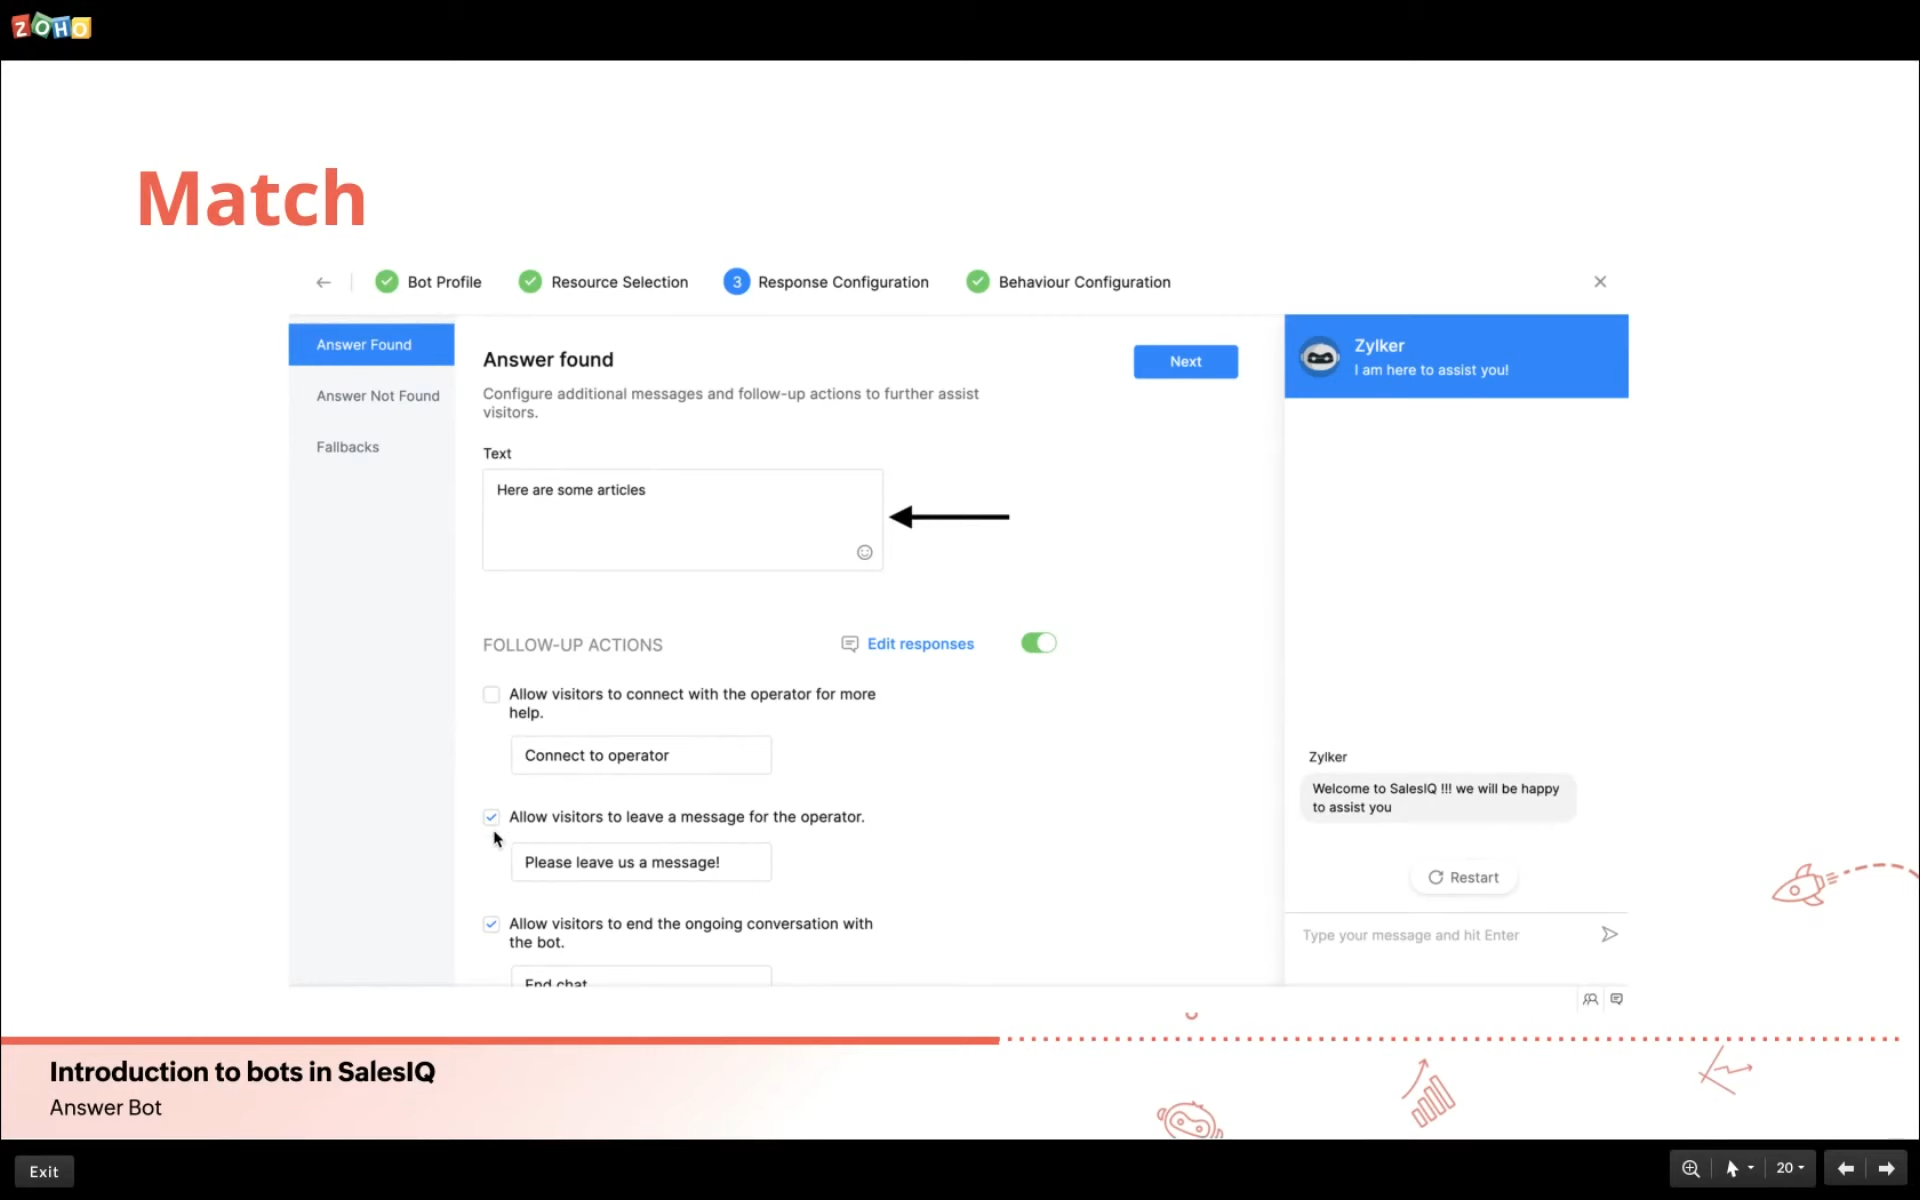 ZOHO
Match
Bot Profile
Resource Selection
3 Response Configuration
Behaviour Configuration
Answer Found
Answer Not Found
Fallbacks
Answer found
Configure additional messages and follow-up actions to further assist
visitors.
Next
Text
Here are some articles
FOLLOW-UP ACTIONS
Edit responses
Allow visitors to connect with the operator for more
help.
Connect to operator
Allow visitors to leave a message for the operator.
Please leave us a message!
Allow visitors to end the ongoing conversation with
the bot.
End chat
Zylker
I am here to assist you!
Zylker
Welcome to SalesIQ !!! we will be happy
to assist you
Restart
Type your message and hit Enter
Introduction to bots in SalesIQ
Answer Bot
Exit
20